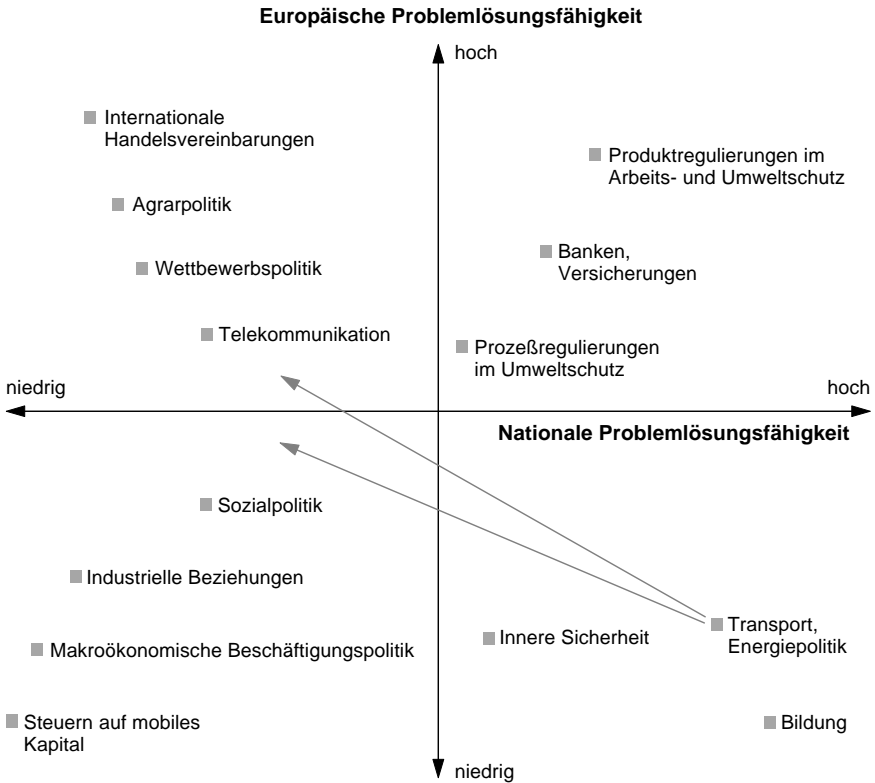 Europäische Problemlösungsfähigkeit
hoch
Internationale
Handelsvereinbarungen
Produktregulierungen im
Arbeits- und Umweltschutz
Agrarpolitik
Banken,
Versicherungen
Wettbewerbspolitik
Telekommunikation
Prozeßregulierungen
im Umweltschutz
niedrig
hoch
Nationale Problemlösungsfähigkeit
Sozialpolitik
Industrielle Beziehungen
Transport,
Energiepolitik
Innere Sicherheit
Makroökonomische Beschäftigungspolitik
Steuern auf mobiles
Kapital
Bildung
niedrig